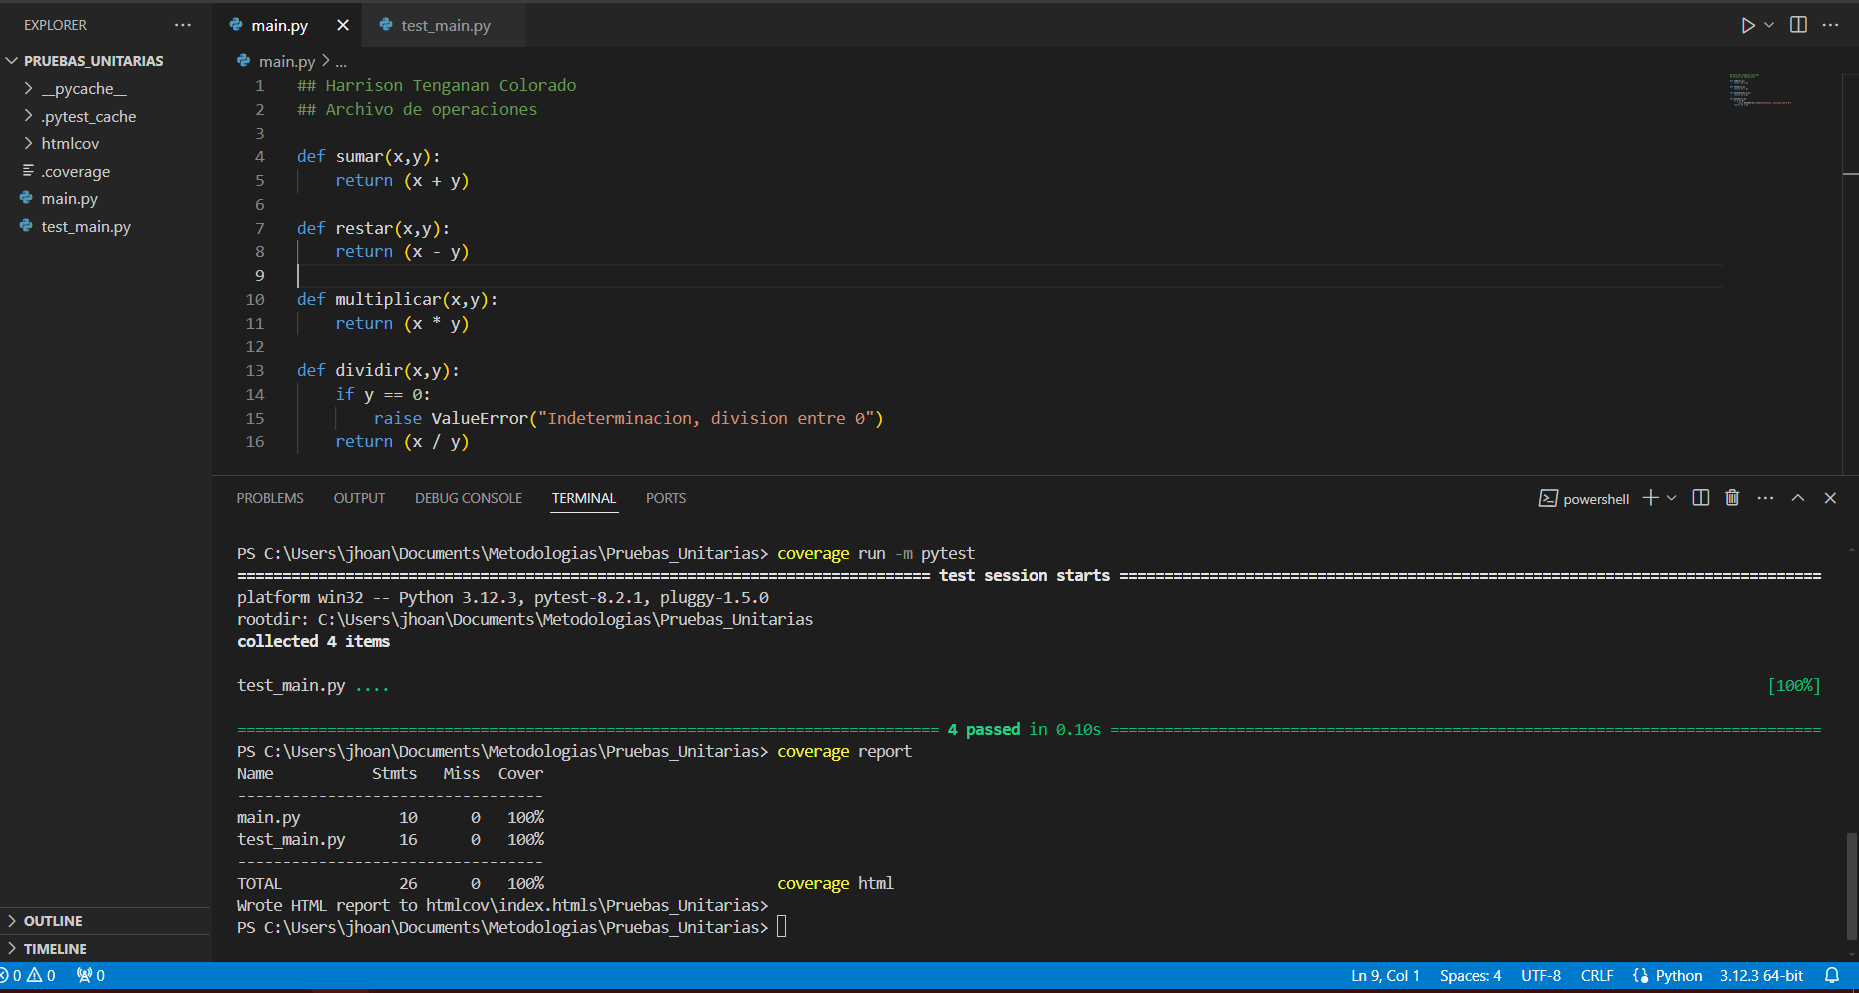 EXPLORER ...
PRUEBAS_UNITARIAS
__pycache__
.pytest_cache
htmlcov
.coverage
main.py
test_main.py
OUTLINE
TIMELINE
main.py
test_main.py
main.py > ...
1 ## Harrison Tenganan Colorado
2 ## Archivo de operaciones
3
4 def sumar(x,y):
5     return (x + y)
6
7 def restar(x,y):
8     return (x - y)
9
10 def multiplicar(x,y):
11     return (x * y)
12
13 def dividir(x,y):
14     if y == 0:
15         raise ValueError("Indeterminacion, division entre 0")
16     return (x / y)
PROBLEMS OUTPUT DEBUG CONSOLE TERMINAL PORTS powershell
PS C:\Users\jhoan\Documents\Metodologias\Pruebas_Unitarias> coverage run -m pytest
============================= test session starts =============================
platform win32 -- Python 3.12.3, pytest-8.2.1, pluggy-1.5.0
rootdir: C:\Users\jhoan\Documents\Metodologias\Pruebas_Unitarias
collected 4 items
test_main.py .... [100%]
============================= 4 passed in 0.10s =============================
PS C:\Users\jhoan\Documents\Metodologias\Pruebas_Unitarias> coverage report
Name Stmts Miss Cover
----------------------------------
main.py 10 0 100%
test_main.py 16 0 100%
----------------------------------
TOTAL 26 0 100% coverage html
Wrote HTML report to htmlcov\index.htmls\Pruebas_Unitarias>
PS C:\Users\jhoan\Documents\Metodologias\Pruebas_Unitarias>
0 0 0 Ln 9, Col 1 Spaces: 4 UTF-8 CRLF Python 3.12.3 64-bit